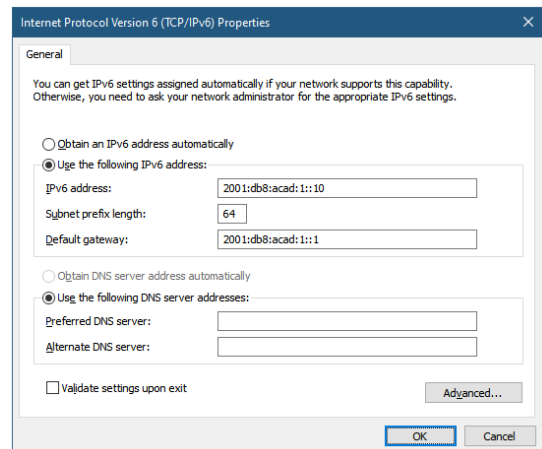 Internet Protocol Version 6 (TCP/IPv6) Properties
General
You can get IPv6 settings assigned automatically if your network supports this capability.
Otherwise, you need to ask your network administrator for the appropriate IPv6 settings.
Obtain an IPv6 address automatically
Use the following IPv6 address:
IPv6 address: 2001:db8:acad:1::10
Subnet prefix length: 64
Default gateway: 2001:db8:acad:1::1
Obtain DNS server address automatically
Use the following DNS server addresses:
Preferred DNS server:
Alternate DNS server:
Validate settings upon exit
Advanced...
OK Cancel